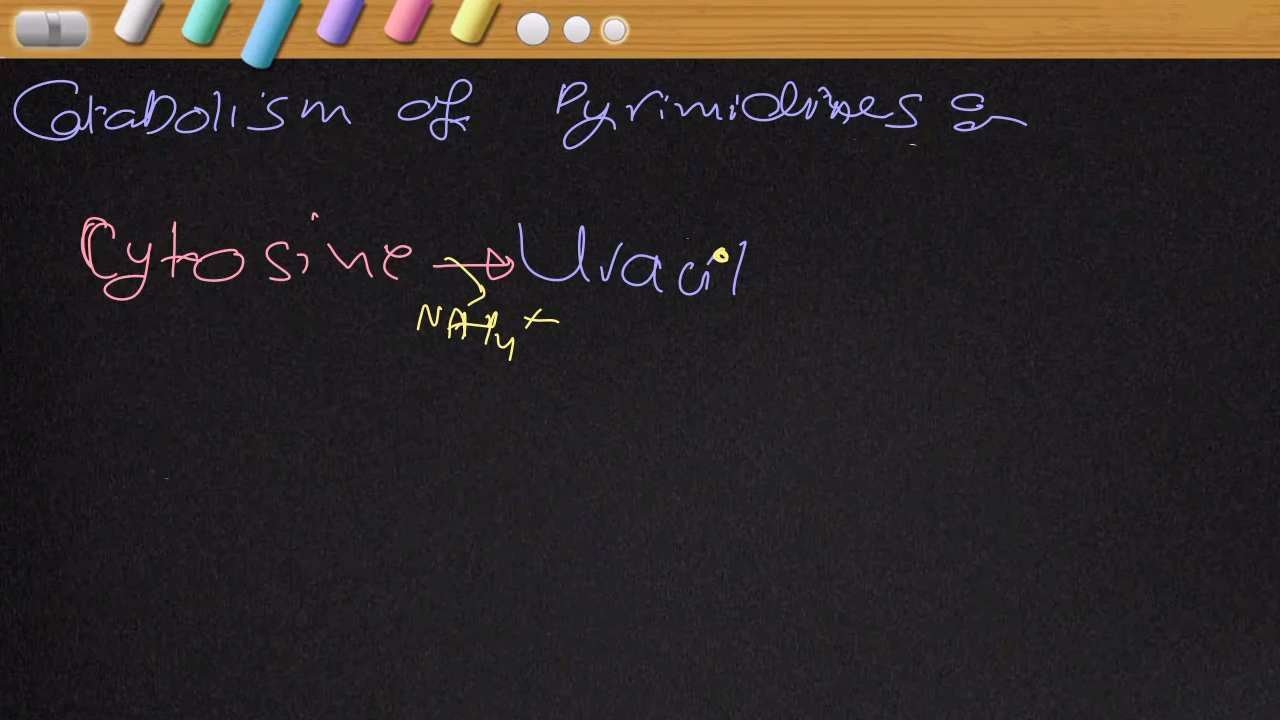 Catabolism of Pyrimidines :-
Cytosine → Uracil
NH4+